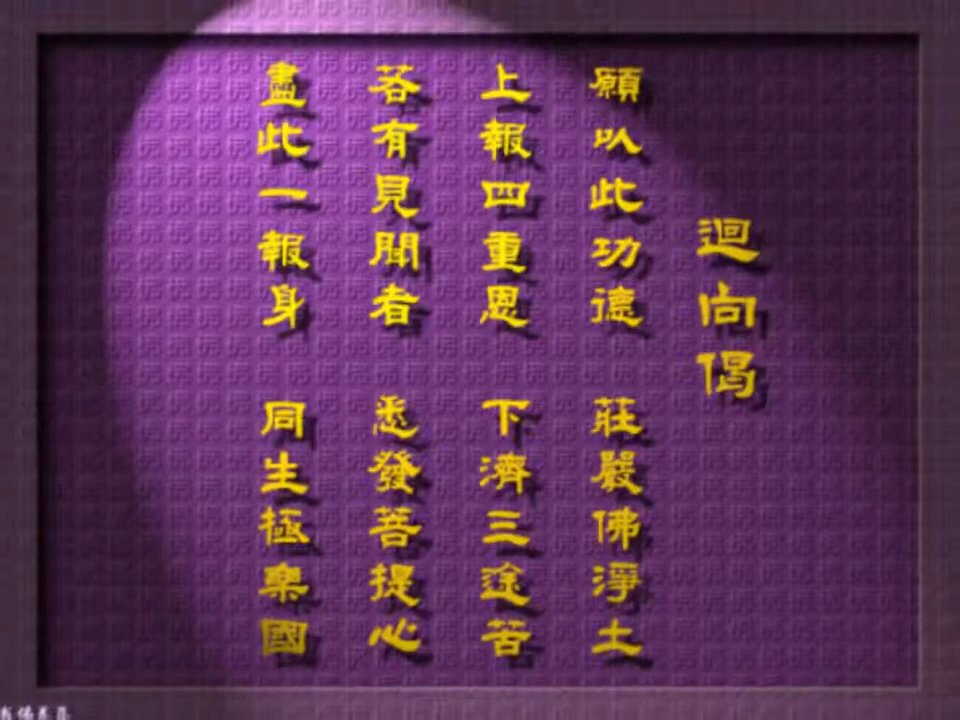 迴向偈
願以此功德 莊嚴佛淨土
上報四重恩 下濟三途苦
若有見聞者 悉發菩提心
盡此一報身 同生極樂國